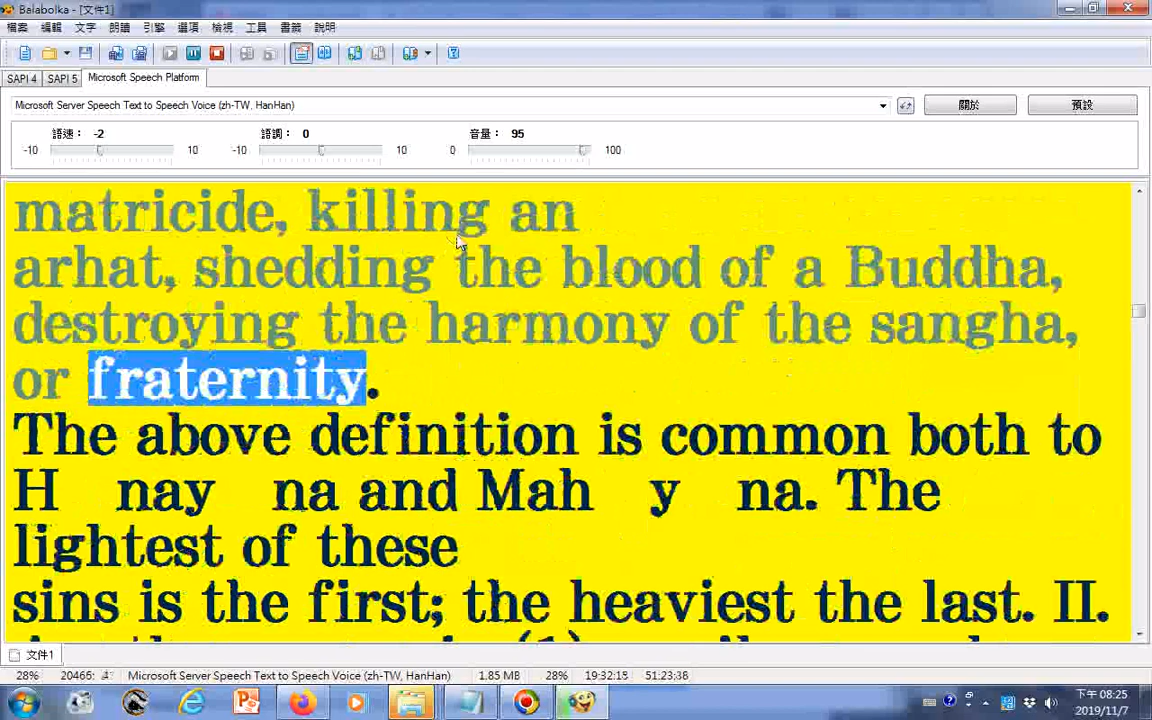 Balabolka - [文件1]
檔案 編輯 文字 朗讀 引擎 選項 檢視 工具 書籤 說明
SAPI 4 SAPI 5 Microsoft Speech Platform
Microsoft Server Speech Text to Speech Voice (zh-TW, HanHan) 關於 預設
語速： -2 語調： 0 音量： 95
-10 10 -10 10 0 100
matricide, killing an
arhat, shedding the blood of a Buddha,
destroying the harmony of the sangha,
or fraternity.
The above definition is common both to
H nay na and Mah y na. The
lightest of these
sins is the first; the heaviest the last. II.
文件1
28% 20465: Microsoft Server Speech Text to Speech Voice (zh-TW, HanHan) 1.85 MB 28% 19:32:18 51:23:38
下午 08:25
2019/11/7